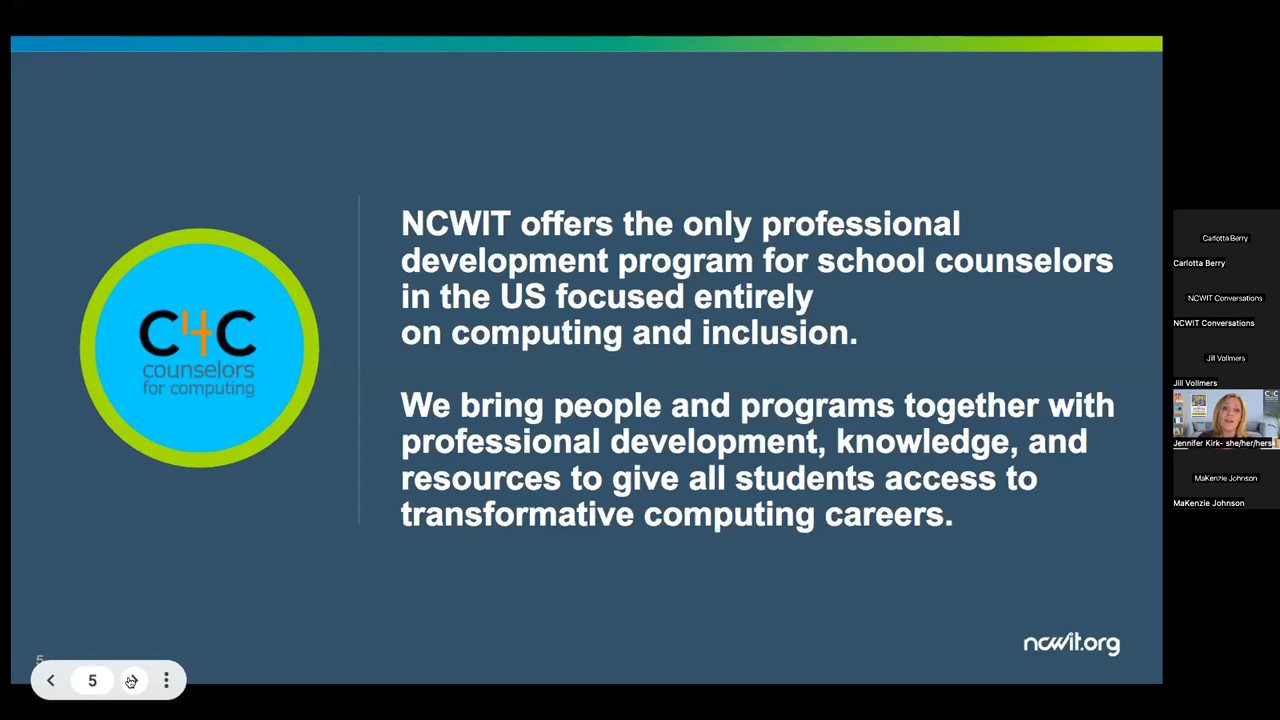 NCWIT offers the only professional
development program for school counselors
in the US focused entirely
on computing and inclusion.
We bring people and programs together with
professional development, knowledge, and
resources to give all students access to
transformative computing careers.
C4C
counselors
for computing
ncwit.org
5
5
Carlotta Berry
Carlotta Berry
NCWIT Conversations
NCWIT Conversations
Jill Vollmers
Jill Vollmers
Jennifer Kirk- she/her/hers
MaKenzie Johnson
MaKenzie Johnson